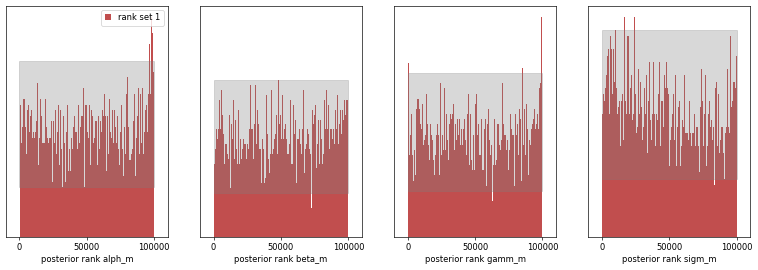 rank set 1
0 50000 100000
posterior rank alph_m
0 50000 100000
posterior rank beta_m
0 50000 100000
posterior rank gamm_m
0 50000 100000
posterior rank sigm_m